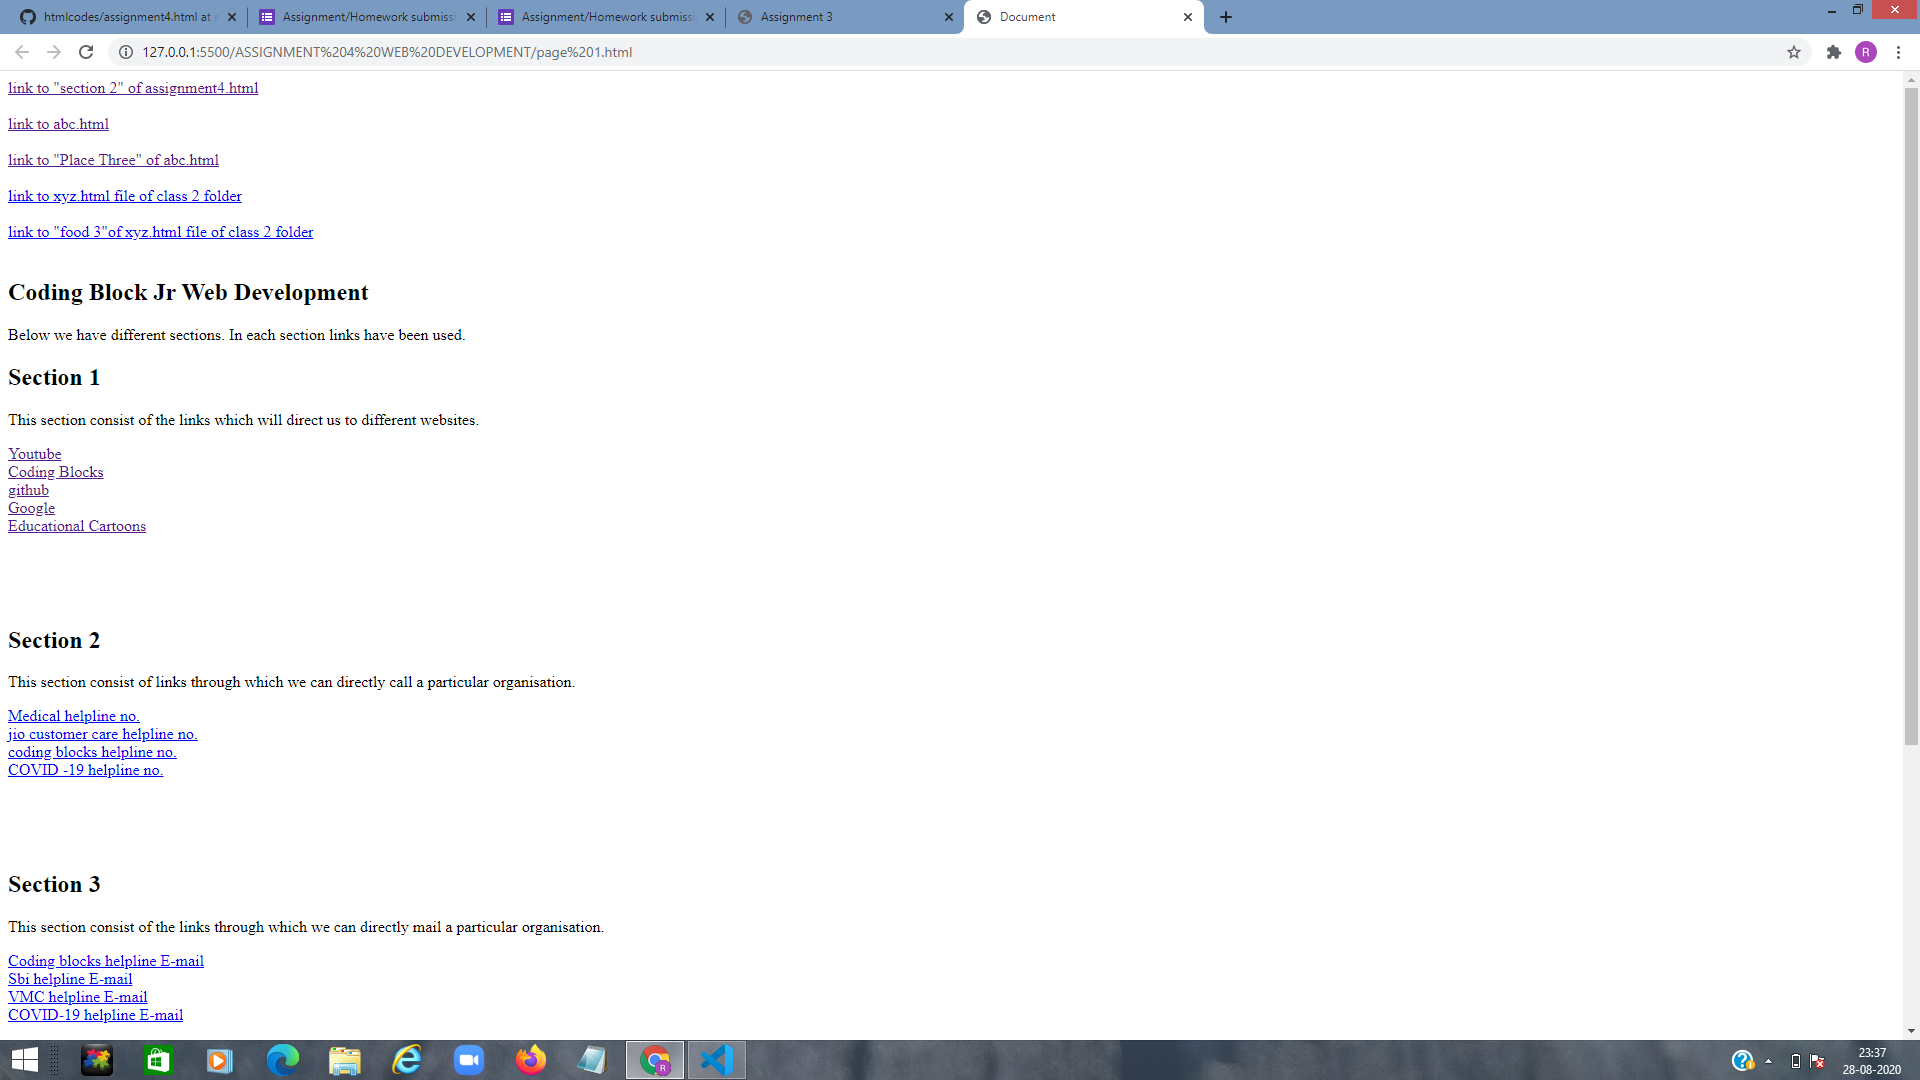 htmlcodes/assignment4.html at
Assignment/Homework submissi
Assignment/Homework submissi
Assignment 3
Document
127.0.0.1:5500/ASSIGNMENT%204%20WEB%20DEVELOPMENT/page%201.html
R
link to "section 2" of assignment4.html
link to abc.html
link to "Place Three" of abc.html
link to xyz.html file of class 2 folder
link to "food 3"of xyz.html file of class 2 folder
Coding Block Jr Web Development
Below we have different sections. In each section links have been used.
Section 1
This section consist of the links which will direct us to different websites.
Youtube
Coding Blocks
github
Google
Educational Cartoons
Section 2
This section consist of links through which we can directly call a particular organisation.
Medical helpline no.
jio customer care helpline no.
coding blocks helpline no.
COVID -19 helpline no.
Section 3
This section consist of the links through which we can directly mail a particular organisation.
Coding blocks helpline E-mail
Sbi helpline E-mail
VMC helpline E-mail
COVID-19 helpline E-mail
R
23:37
28-08-2020